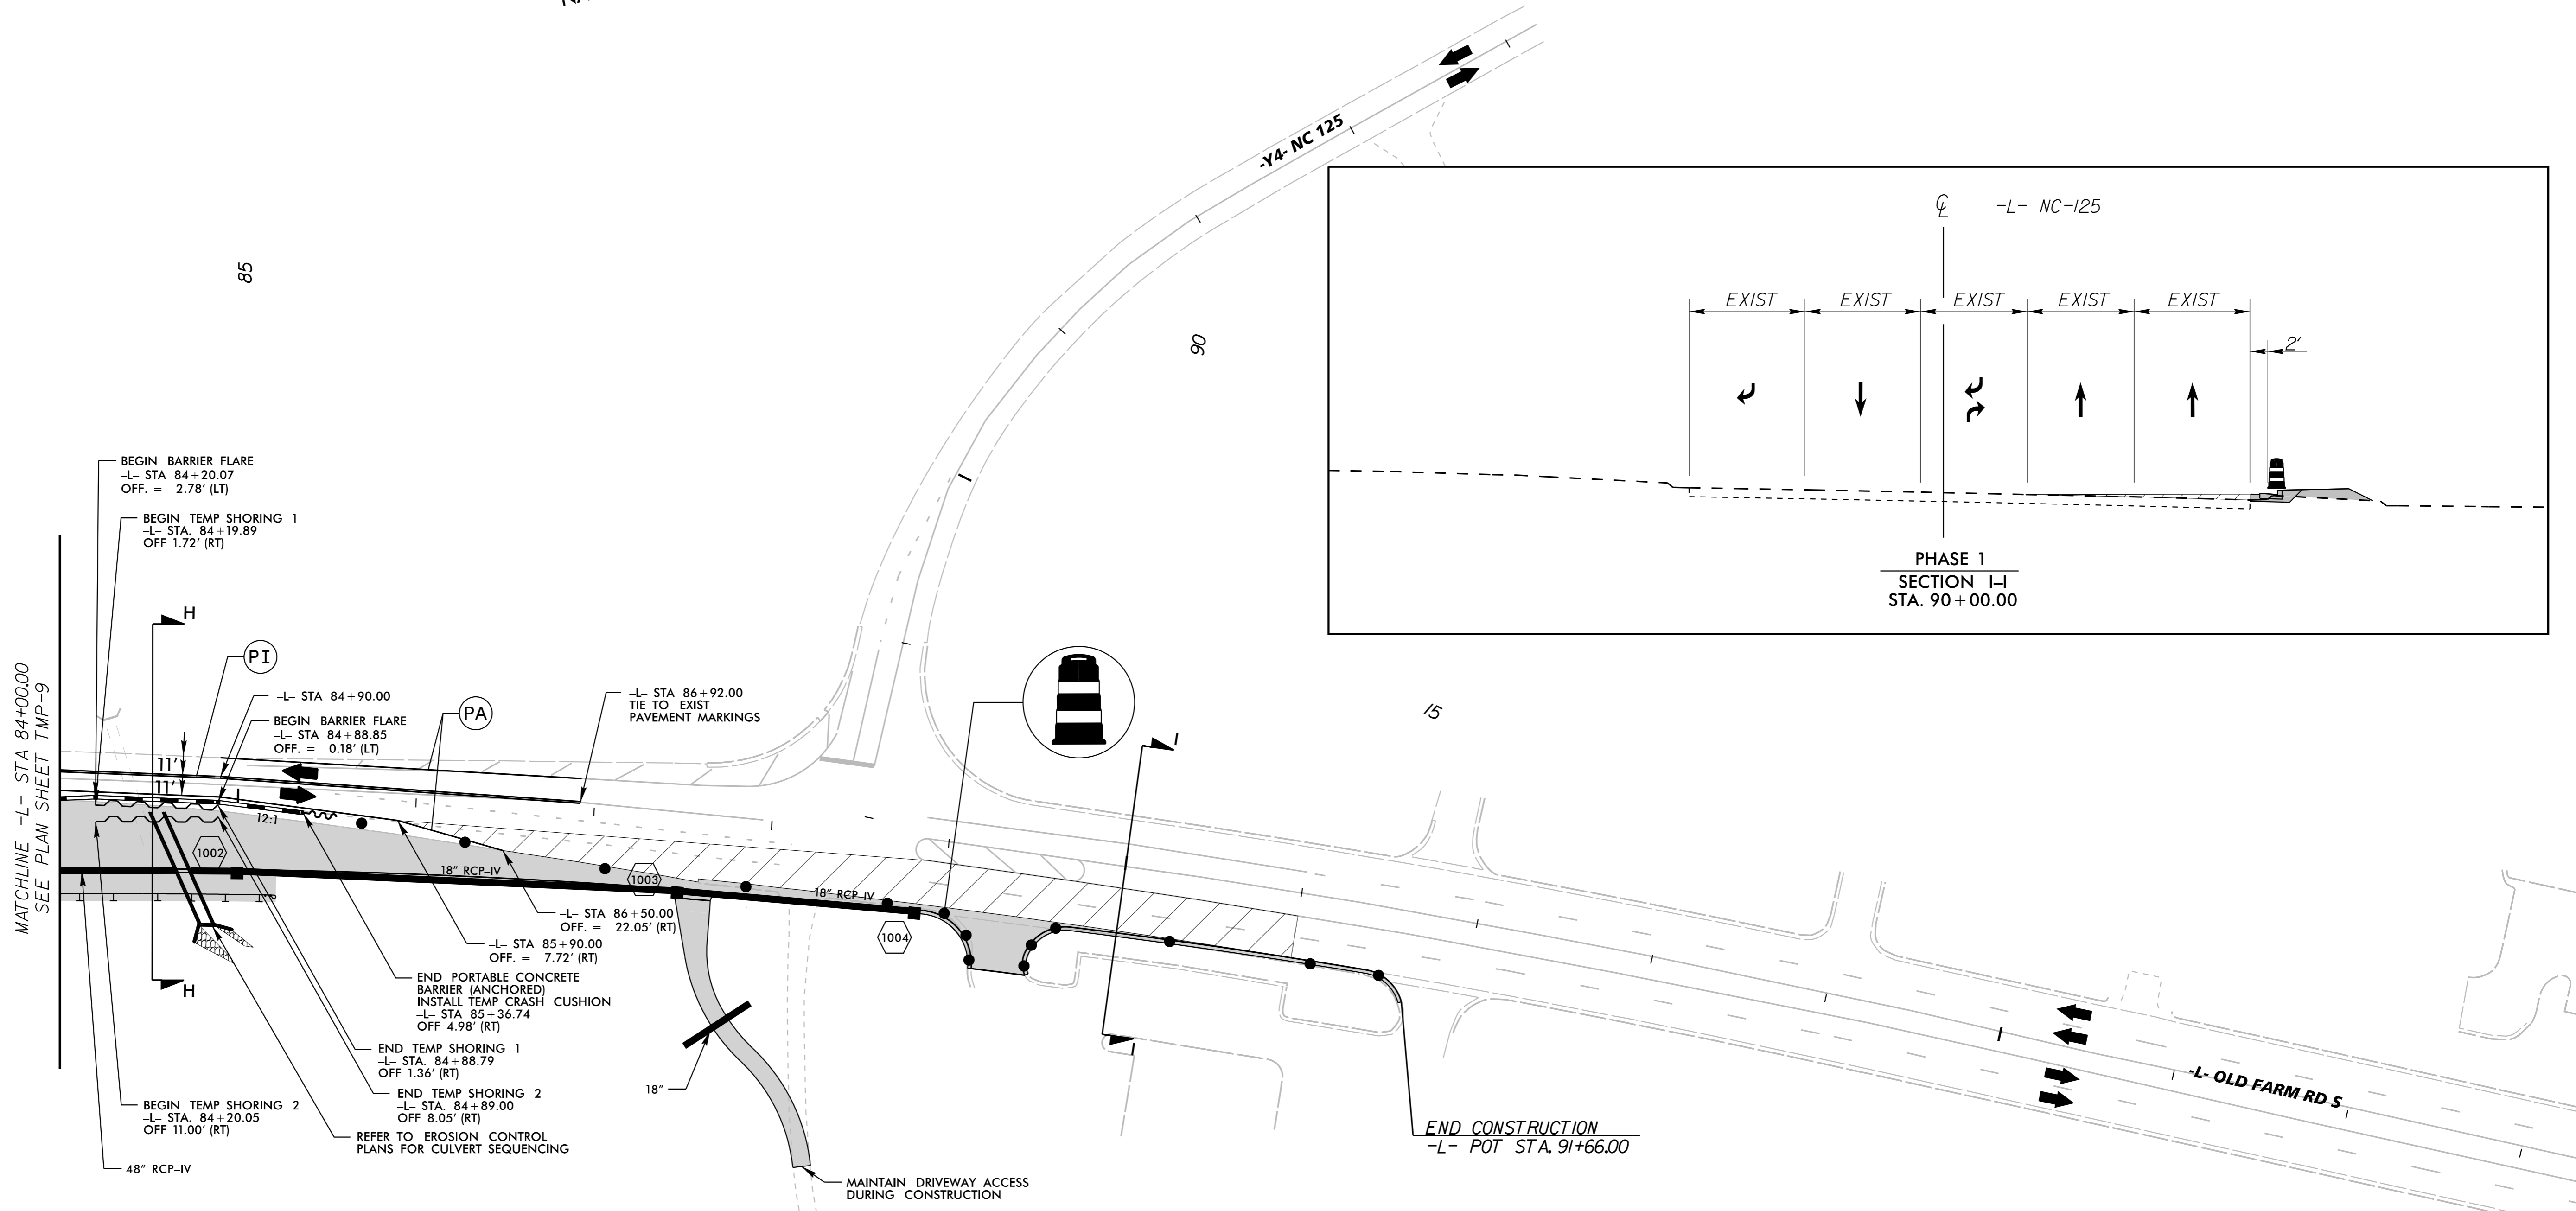 -Y4- NC 125
85
90
15
℄ -L- NC-125
EXIST EXIST EXIST EXIST EXIST
2'
PHASE 1
SECTION I-I
STA. 90+00.00
BEGIN BARRIER FLARE
-L- STA 84+20.07
OFF. = 2.78' (LT)
BEGIN TEMP SHORING 1
-L- STA. 84+19.89
OFF 1.72' (RT)
MATCHLINE -L- STA 84+00.00
SEE PLAN SHEET TMP-9
H
PI
-L- STA 84+90.00
BEGIN BARRIER FLARE
-L- STA 84+88.85
OFF. = 0.18' (LT)
PA
-L- STA 86+92.00
TIE TO EXIST
PAVEMENT MARKINGS
I
11'
11'
12:1
1002
18" RCP-IV
1003
18" RCP-IV
1004
-L- STA 86+50.00
OFF. = 22.05' (RT)
-L- STA 85+90.00
OFF. = 7.72' (RT)
END PORTABLE CONCRETE
BARRIER (ANCHORED)
INSTALL TEMP CRASH CUSHION
-L- STA 85+36.74
OFF 4.98' (RT)
H
END TEMP SHORING 1
-L- STA. 84+88.79
OFF 1.36' (RT)
END TEMP SHORING 2
-L- STA. 84+89.00
OFF 8.05' (RT)
BEGIN TEMP SHORING 2
-L- STA. 84+20.05
OFF 11.00' (RT)
REFER TO EROSION CONTROL
PLANS FOR CULVERT SEQUENCING
48" RCP-IV
18"
MAINTAIN DRIVEWAY ACCESS
DURING CONSTRUCTION
I
END CONSTRUCTION
-L- POT STA. 91+66.00
-L- OLD FARM RD S